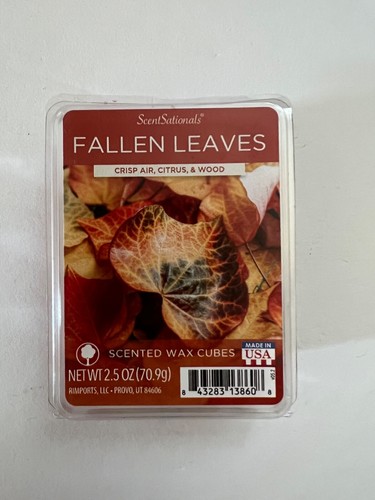 ScentSationals®
FALLEN LEAVES
CRISP AIR, CITRUS, & WOOD
SCENTED WAX CUBES
MADE IN
USA
NET WT 2.5 OZ (70.9g)
RIMPORTS, LLC • PROVO, UT 84606
8 43283 13860 8